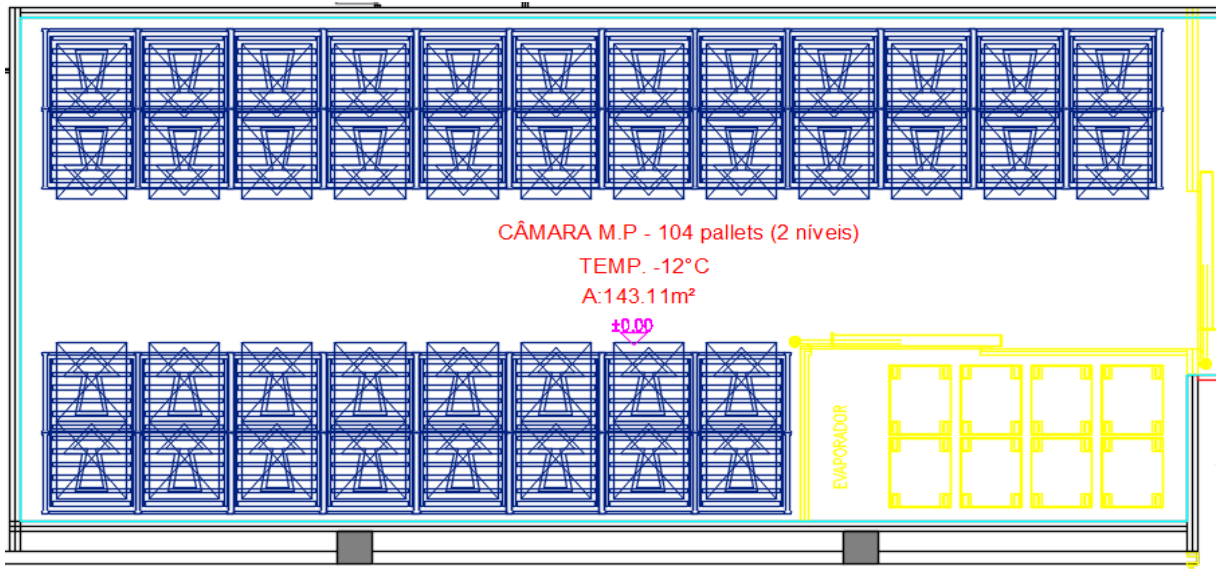 CÂMARA M.P - 104 pallets (2 níveis)
TEMP. -12°C
A:143.11m²
±0.00
EVAPORADOR